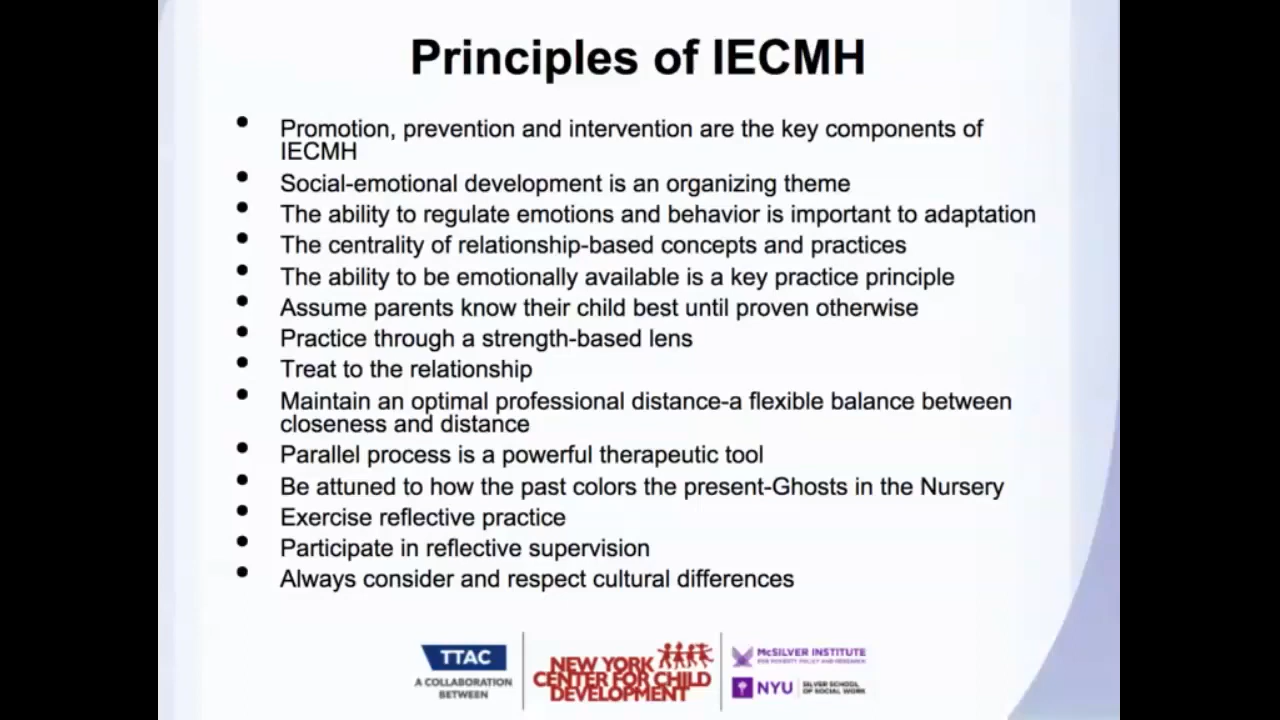 Principles of IECMH
• Promotion, prevention and intervention are the key components of
IECMH
• Social-emotional development is an organizing theme
• The ability to regulate emotions and behavior is important to adaptation
• The centrality of relationship-based concepts and practices
• The ability to be emotionally available is a key practice principle
• Assume parents know their child best until proven otherwise
• Practice through a strength-based lens
• Treat to the relationship
• Maintain an optimal professional distance-a flexible balance between
closeness and distance
• Parallel process is a powerful therapeutic tool
• Be attuned to how the past colors the present-Ghosts in the Nursery
• Exercise reflective practice
• Participate in reflective supervision
• Always consider and respect cultural differences
TTAC
A COLLABORATION
BETWEEN
NEW YORK
CENTER FOR CHILD
DEVELOPMENT
McSILVER INSTITUTE
FOR POVERTY POLICY AND RESEARCH
NYU
SILVER SCHOOL
OF SOCIAL WORK